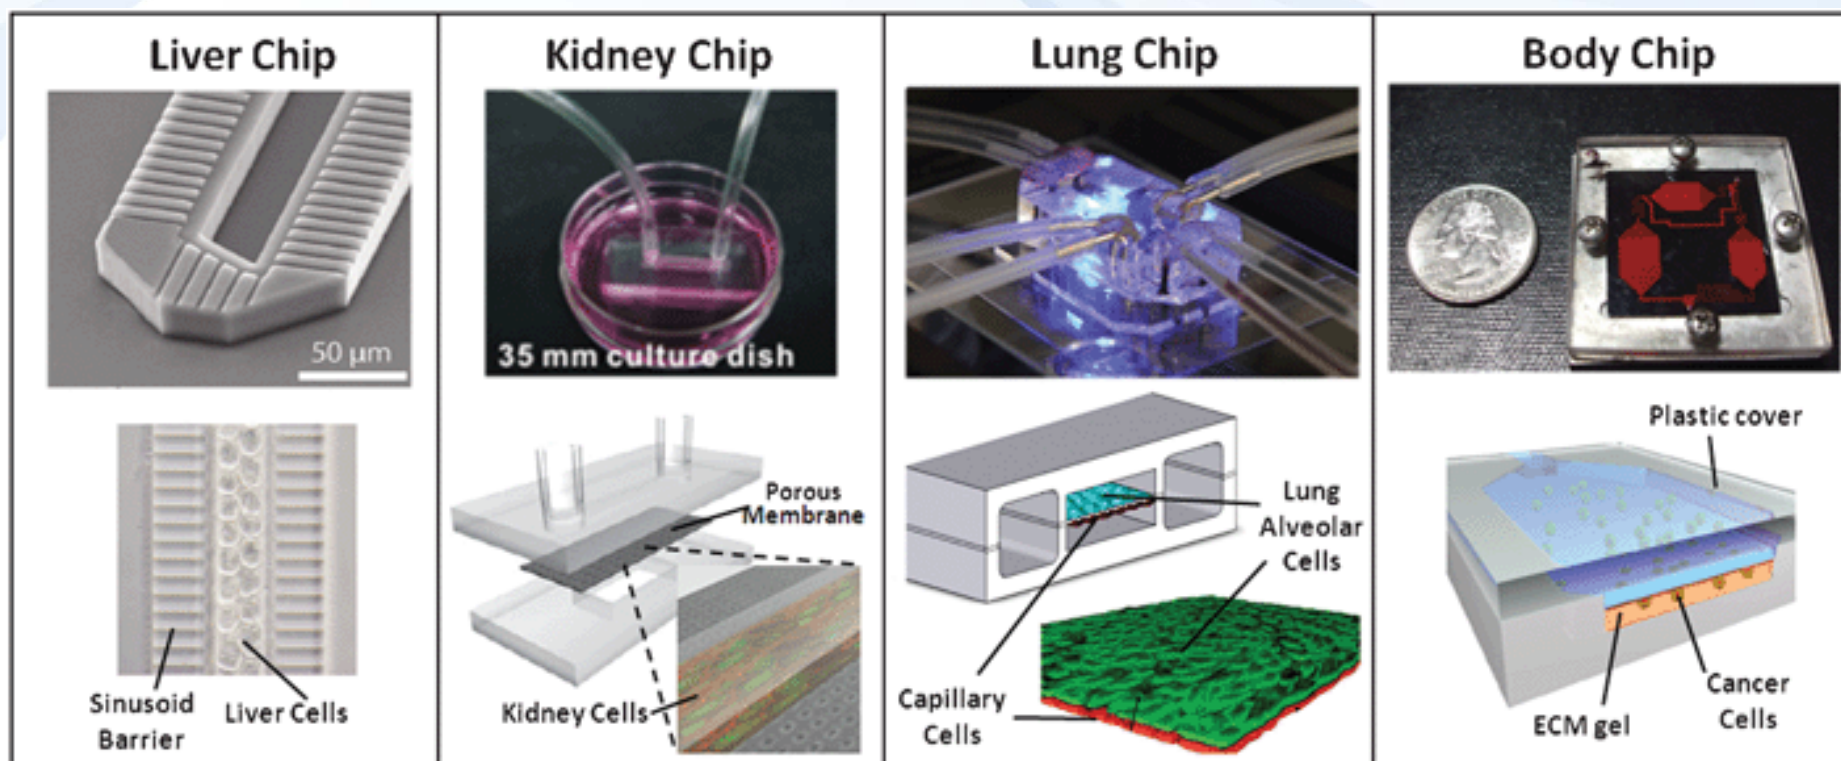 Liver Chip
50 µm
Sinusoid
Barrier
Liver Cells
Kidney Chip
35 mm culture dish
Porous
Membrane
Kidney Cells
Lung Chip
Lung
Alveolar
Cells
Capillary
Cells
Body Chip
Plastic cover
Cancer
Cells
ECM gel